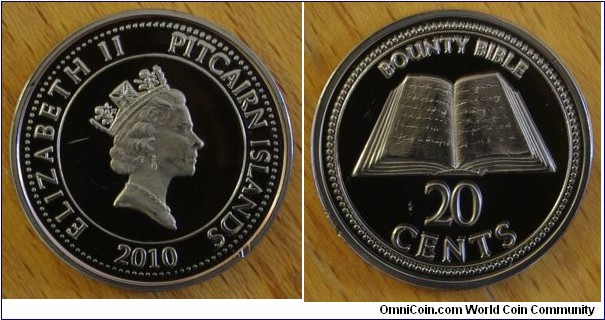 ELIZABETH II PITCAIRN ISLANDS
2010
BOUNTY BIBLE
20
CENTS
OmniCoin.com World Coin Community